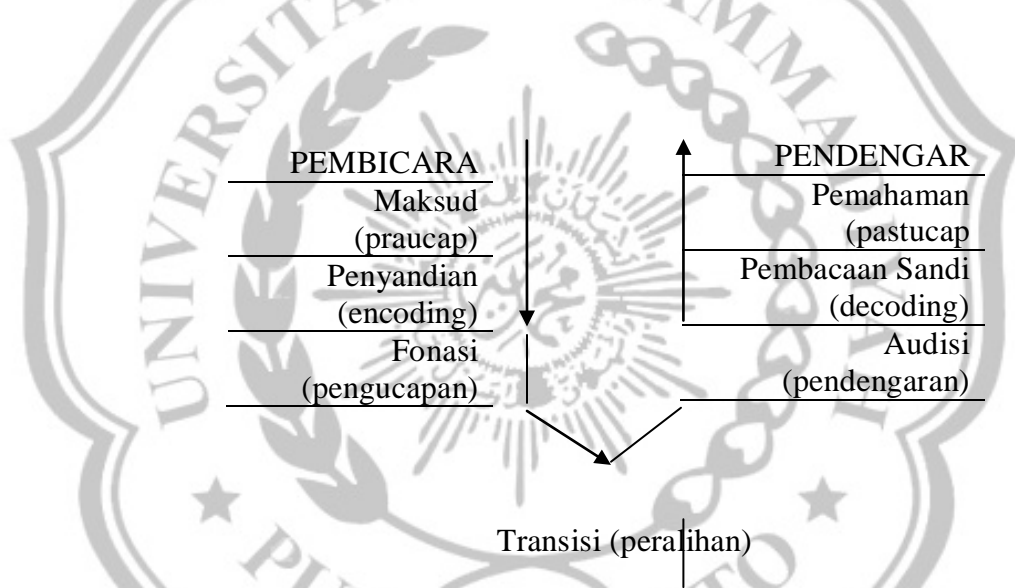 PEMBICARA
Maksud
(praucap)
Penyandian
(encoding)
Fonasi
(pengucapan)
PENDENGAR
Pemahaman
(pastucap
Pembacaan Sandi
(decoding)
Audisi
(pendengaran)
Transisi (peralihan)